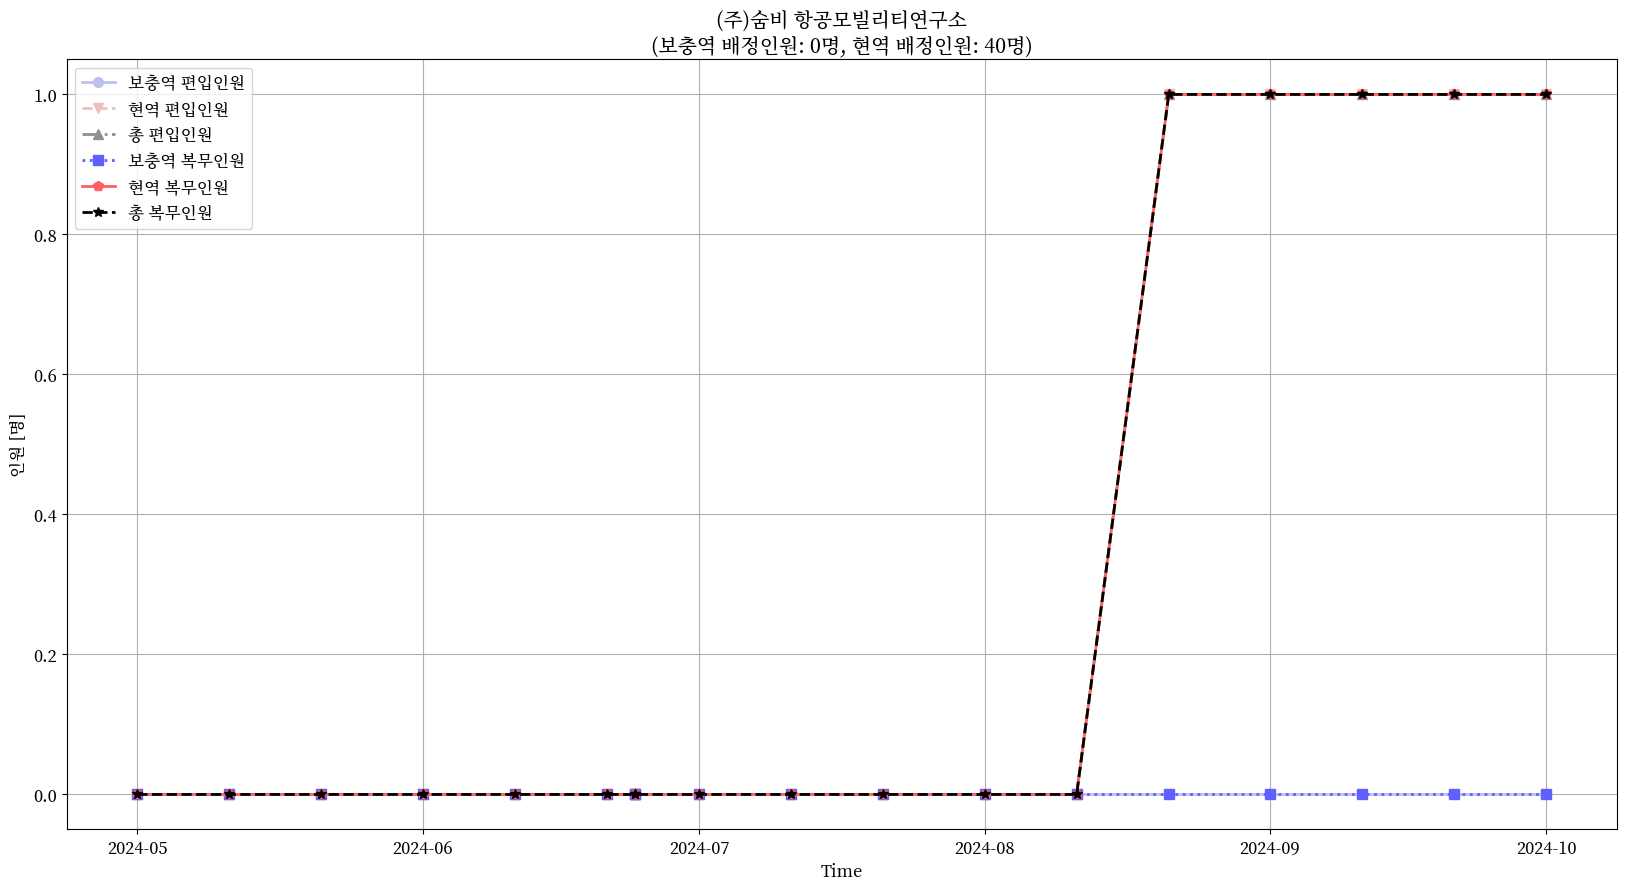 (주)숨비 항공모빌리티연구소
(보충역 배정인원: 0명, 현역 배정인원: 40명)
보충역 편입인원
현역 편입인원
총 편입인원
보충역 복무인원
현역 복무인원
총 복무인원
1.0
0.8
0.6
0.4
0.2
0.0
인원 [명]
2024-05
2024-06
2024-07
2024-08
2024-09
2024-10
Time